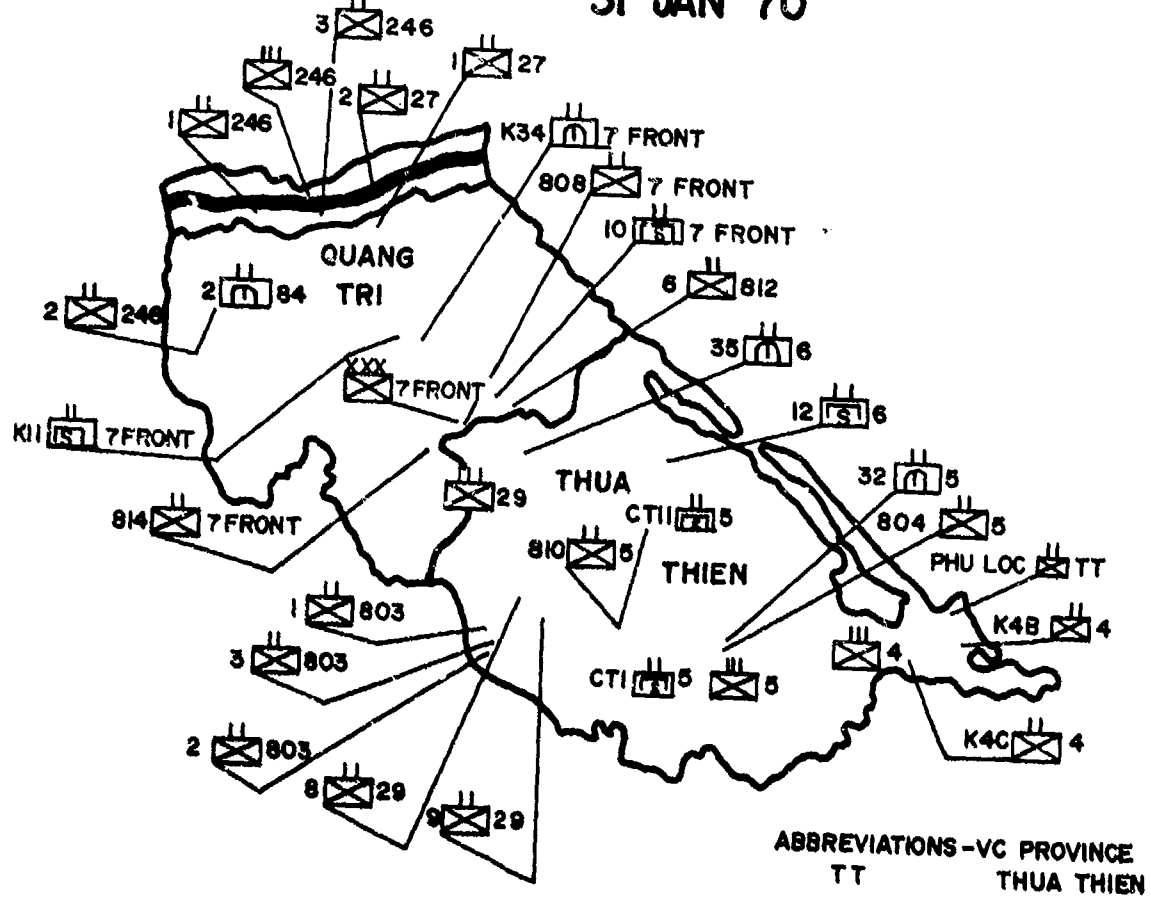 31 JAN 70
3 246
246
1 27
2 27
1 246
K34 7 FRONT
808 7 FRONT
10 S 7 FRONT
QUANG
TRI
6 812
2 84
2 246
35 6
XXX
7 FRONT
12 S 6
K11 S 7 FRONT
THUA
32 5
29
CT11 5
804 5
814 7 FRONT
810 5
THIEN
PHU LOC TT
1 803
K4B 4
3 803
4
CT1 S 5
5
2 803
K4C 4
8 29
9 29
ABBREVIATIONS-VC PROVINCE
TT THUA THIEN